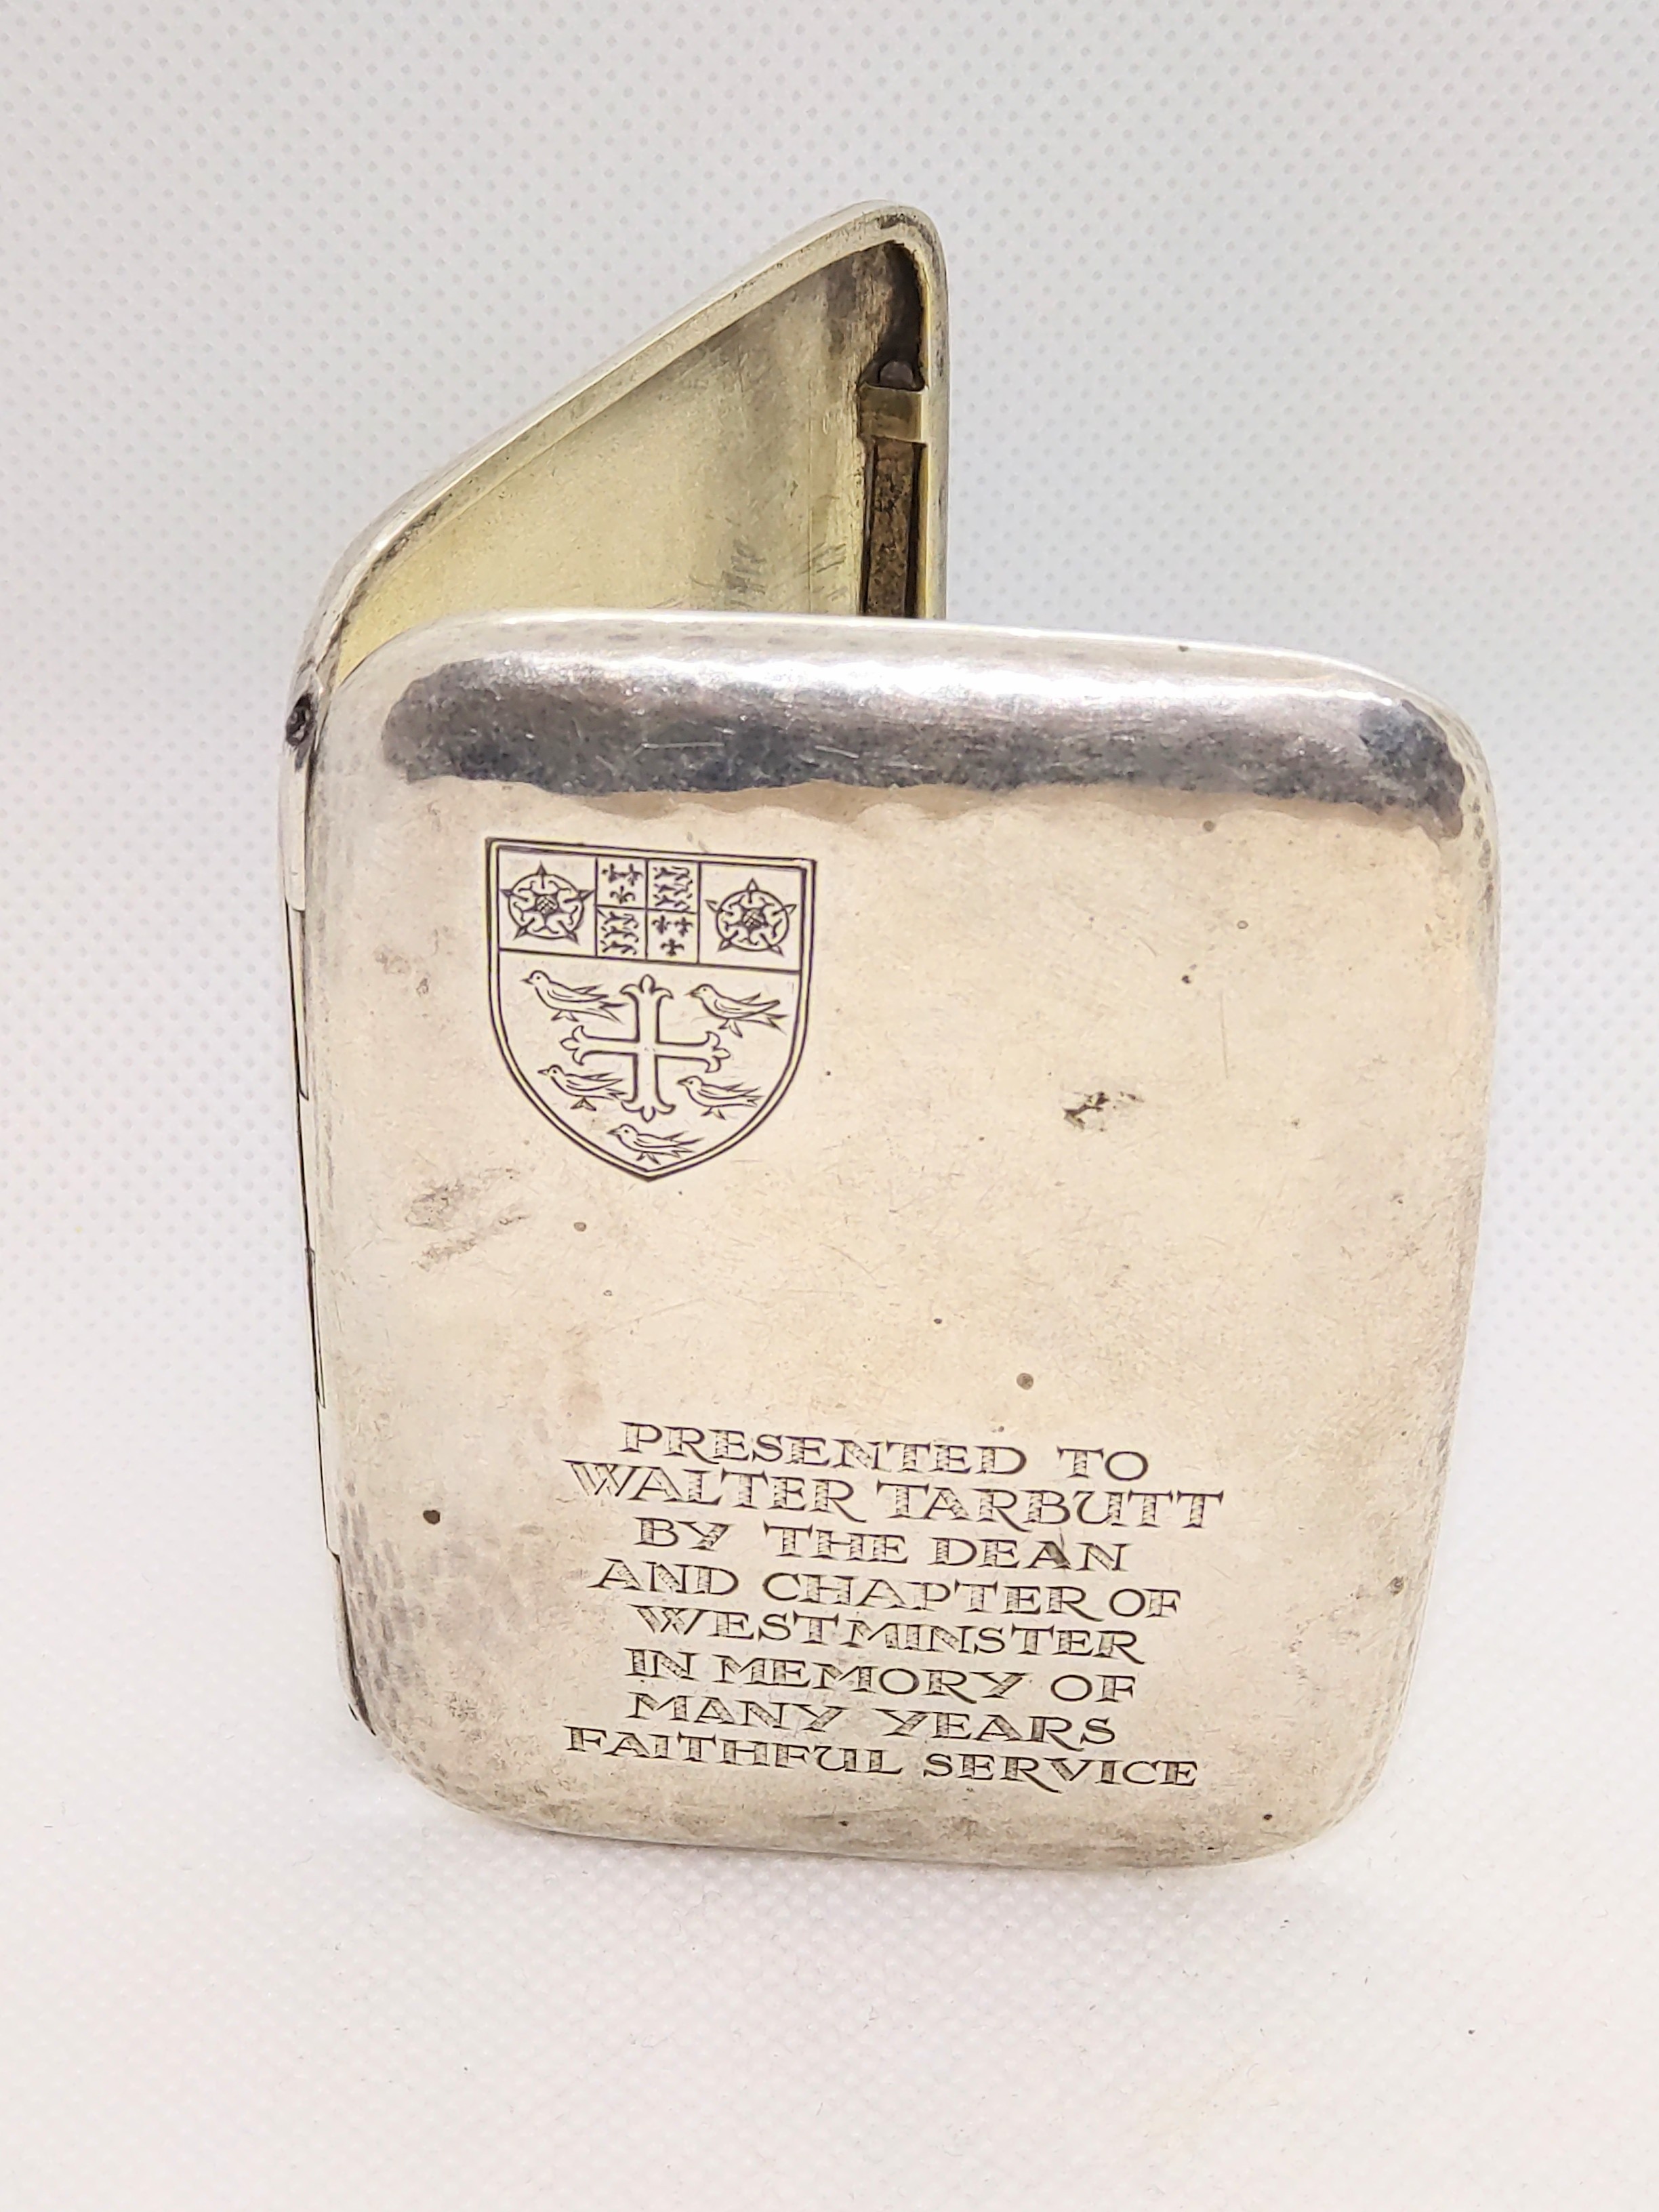 PRESENTED TO
WALTER TARBUTT
BY THE DEAN
AND CHAPTER OF
WESTMINSTER
IN MEMORY OF
MANY YEARS
FAITHFUL SERVICE